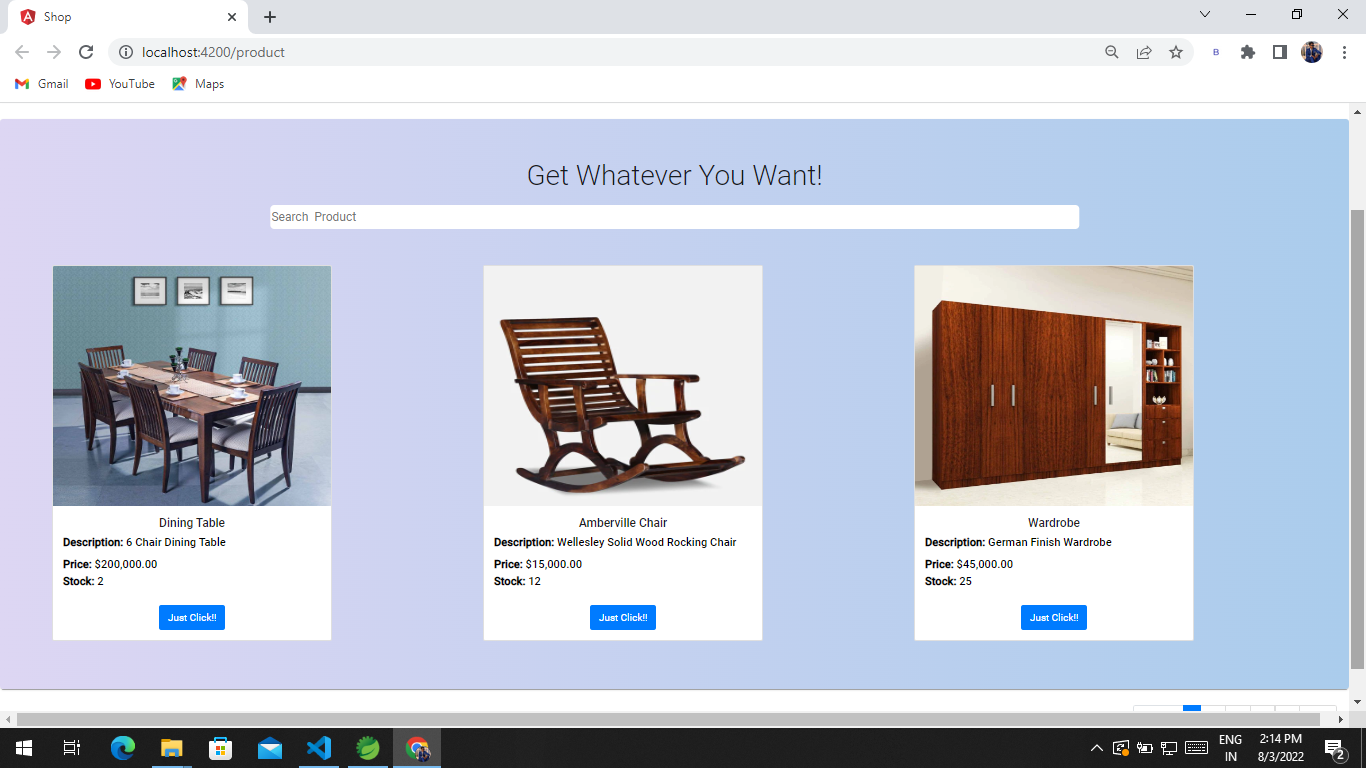 Shop
localhost:4200/product
B
Gmail
YouTube
Maps
Get Whatever You Want!
Search Product
Dining Table
Description: 6 Chair Dining Table
Price: $200,000.00
Stock: 2
Just Click!!
Amberville Chair
Description: Wellesley Solid Wood Rocking Chair
Price: $15,000.00
Stock: 12
Just Click!!
Wardrobe
Description: German Finish Wardrobe
Price: $45,000.00
Stock: 25
Just Click!!
ENG
IN
2:14 PM
8/3/2022
2